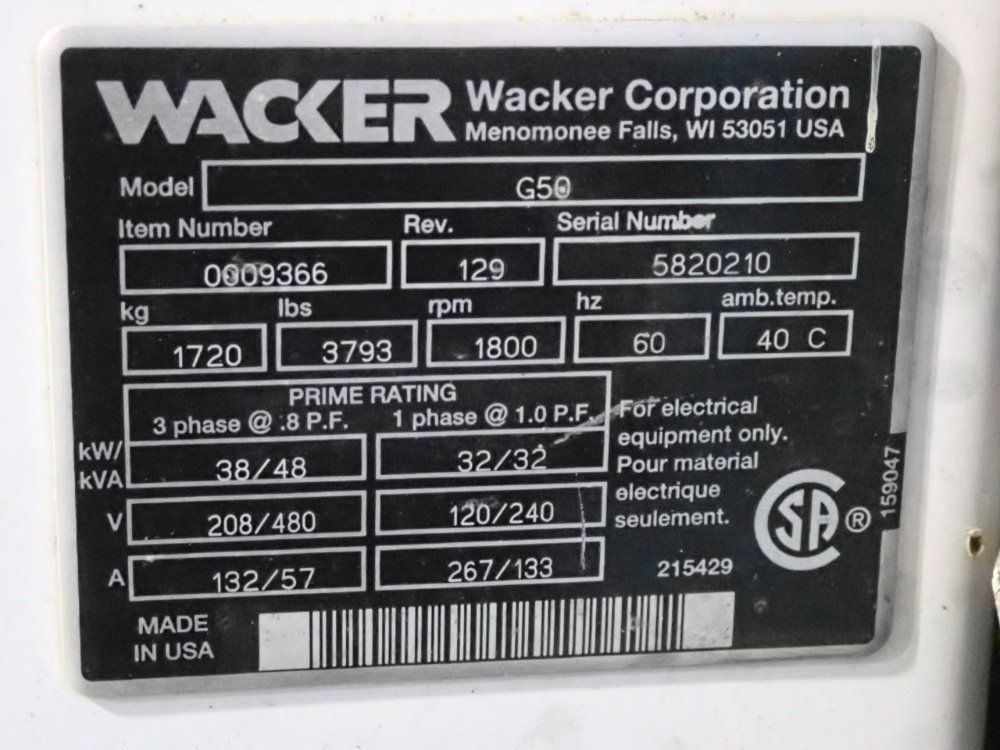 WACKER Wacker Corporation
Menomonee Falls, WI 53051 USA
Model G50
Item Number Rev. Serial Number
0009366 129 5820210
kg lbs rpm hz amb.temp.
1720 3793 1800 60 40 C
PRIME RATING
3 phase @ .8 P.F. 1 phase @ 1.0 P.F.
kW/
kVA 38/48 32/32
V 208/480 120/240
A 132/57 267/133
For electrical
equipment only.
Pour material
electrique
seulement.
215429
SA ®
159047
MADE
IN USA